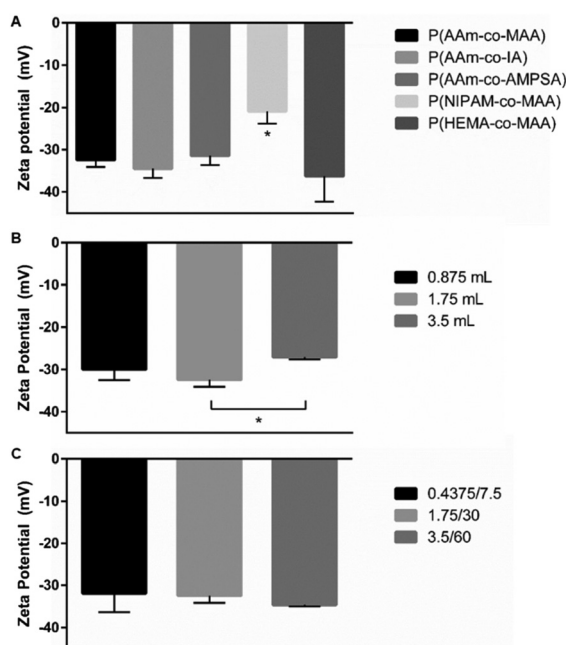 A
Zeta potential (mV)
0
-10
-20
-30
-40
*
P(AAm-co-MAA)
P(AAm-co-IA)
P(AAm-co-AMPSA)
P(NIPAM-co-MAA)
P(HEMA-co-MAA)
B
Zeta Potential (mV)
0
-10
-20
-30
-40
*
0.875 mL
1.75 mL
3.5 mL
C
Zeta Potential (mV)
0
-10
-20
-30
-40
0.4375/7.5
1.75/30
3.5/60